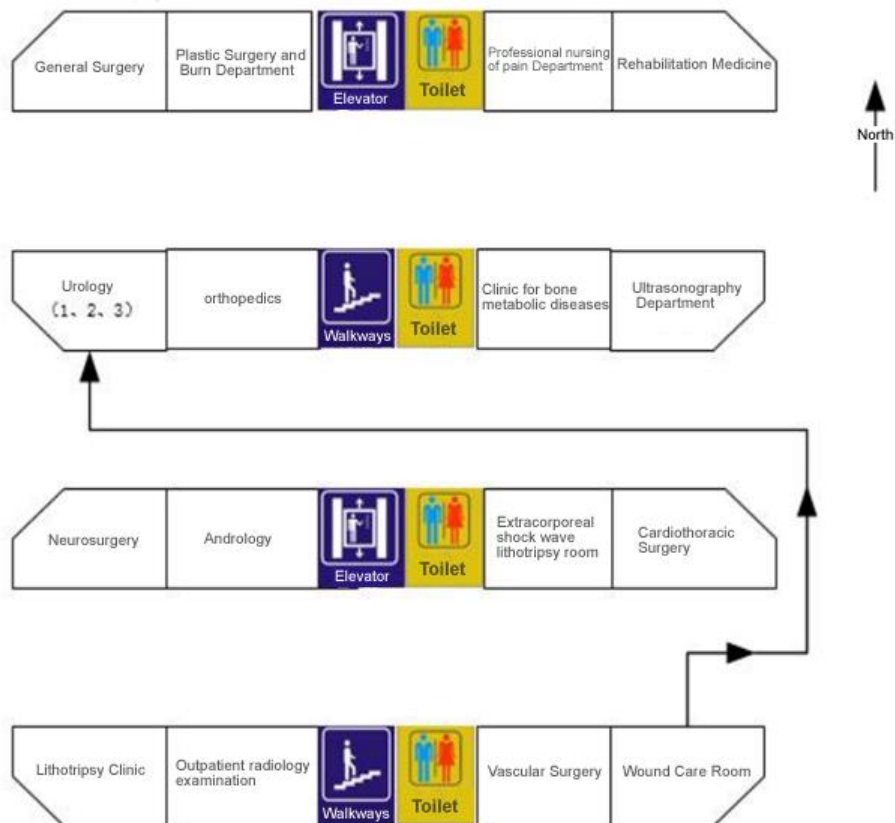 General Surgery
Plastic Surgery and
Burn Department
Elevator
Toilet
Professional nursing
of pain Department
Rehabilitation Medicine
North
Urology
(1、2、3)
orthopedics
Walkways
Toilet
Clinic for bone
metabolic diseases
Ultrasonography
Department
Neurosurgery
Andrology
Elevator
Toilet
Extracorporeal
shock wave
lithotripsy room
Cardiothoracic
Surgery
Lithotripsy Clinic
Outpatient radiology
examination
Walkways
Toilet
Vascular Surgery
Wound Care Room